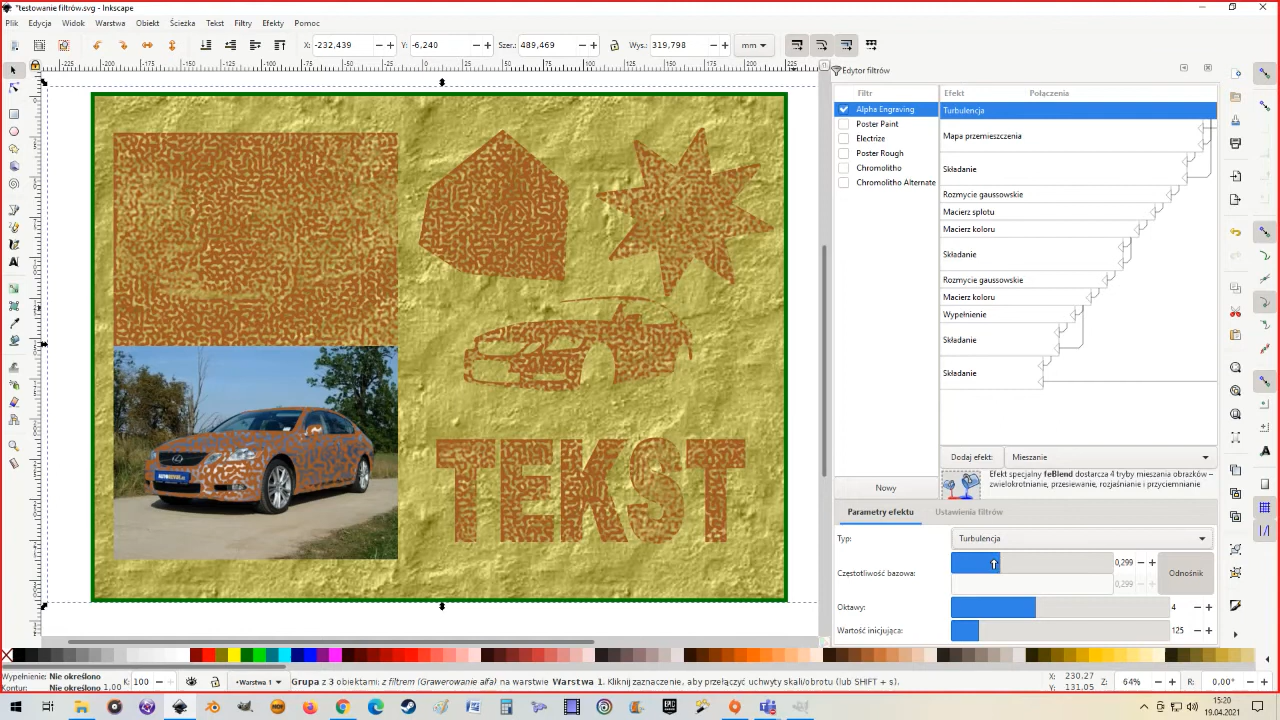 *testowanie filtrów.svg - Inkscape
Plik Edycja Widok Warstwa Obiekt Ścieżka Tekst Filtry Efekty Pomoc
X: -232,439 Y: -6,240 Szer.: 489,469 Wys.: 319,798 mm
Edytor filtrów
Filtr Efekt Połączenia
Alpha Engraving
Poster Paint
Electrize
Poster Rough
Chromolitho
Chromolitho Alternate
Turbulencja
Mapa przemieszczenia
Składanie
Rozmycie gaussowskie
Macierz splotu
Macierz koloru
Składanie
Rozmycie gaussowskie
Macierz koloru
Wypełnienie
Składanie
Składanie
TEKST
Dodaj efekt: Mieszanie
Nowy
Efekt specjalny feBlend dostarcza 4 tryby mieszania obrazków –
zwielokrotnianie, przesiewanie, rozjaśnianie i przyciemnianie
Parametry efektu Ustawienia filtrów
Typ: Turbulencja
Częstotliwość bazowa: 0,299
0,299
Odnośnik
Oktawy: 4
Wartość inicjująca: 125
Wypełnienie: Nie określono
Kontur: Nie określono 1,00
K: 100
•Warstwa 1
Grupa z 3 obiektami; z filtrem (Grawerowanie alfa) na warstwie Warstwa 1. Kliknij zaznaczenie, aby przełączyć uchwyty skali/obrotu (lub SHIFT + s).
X: 230.27
Y: 131.05
Z: 64%
R: 0.00°
15:20
19.04.2021